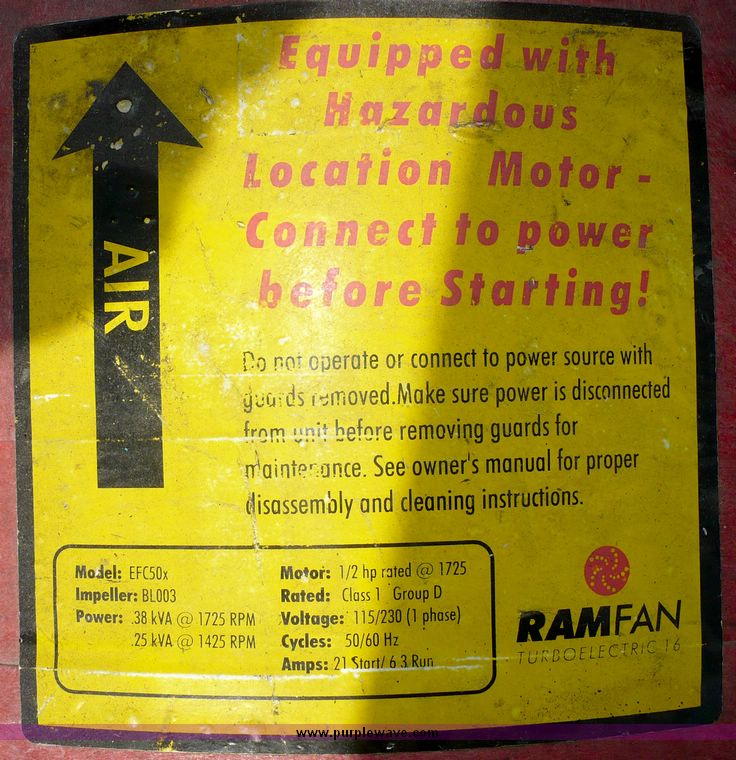 Equipped with
Hazardous
Location Motor -
Connect to power
before Starting!
AIR
Do not operate or connect to power source with
guards removed.Make sure power is disconnected
from unit before removing guards for
maintenance. See owner's manual for proper
disassembly and cleaning instructions.
Model: EFC50x
Impeller: BL003
Power: .38 kVA @ 1725 RPM
.25 kVA @ 1425 RPM
Motor: 1/2 hp rated @ 1725
Rated: Class 1 Group D
Voltage: 115/230 (1 phase)
Cycles: 50/60 Hz
Amps: 21 Start/ 6.3 Run
RAMFAN
TURBOELECTRIC 16
www.purplewave.com